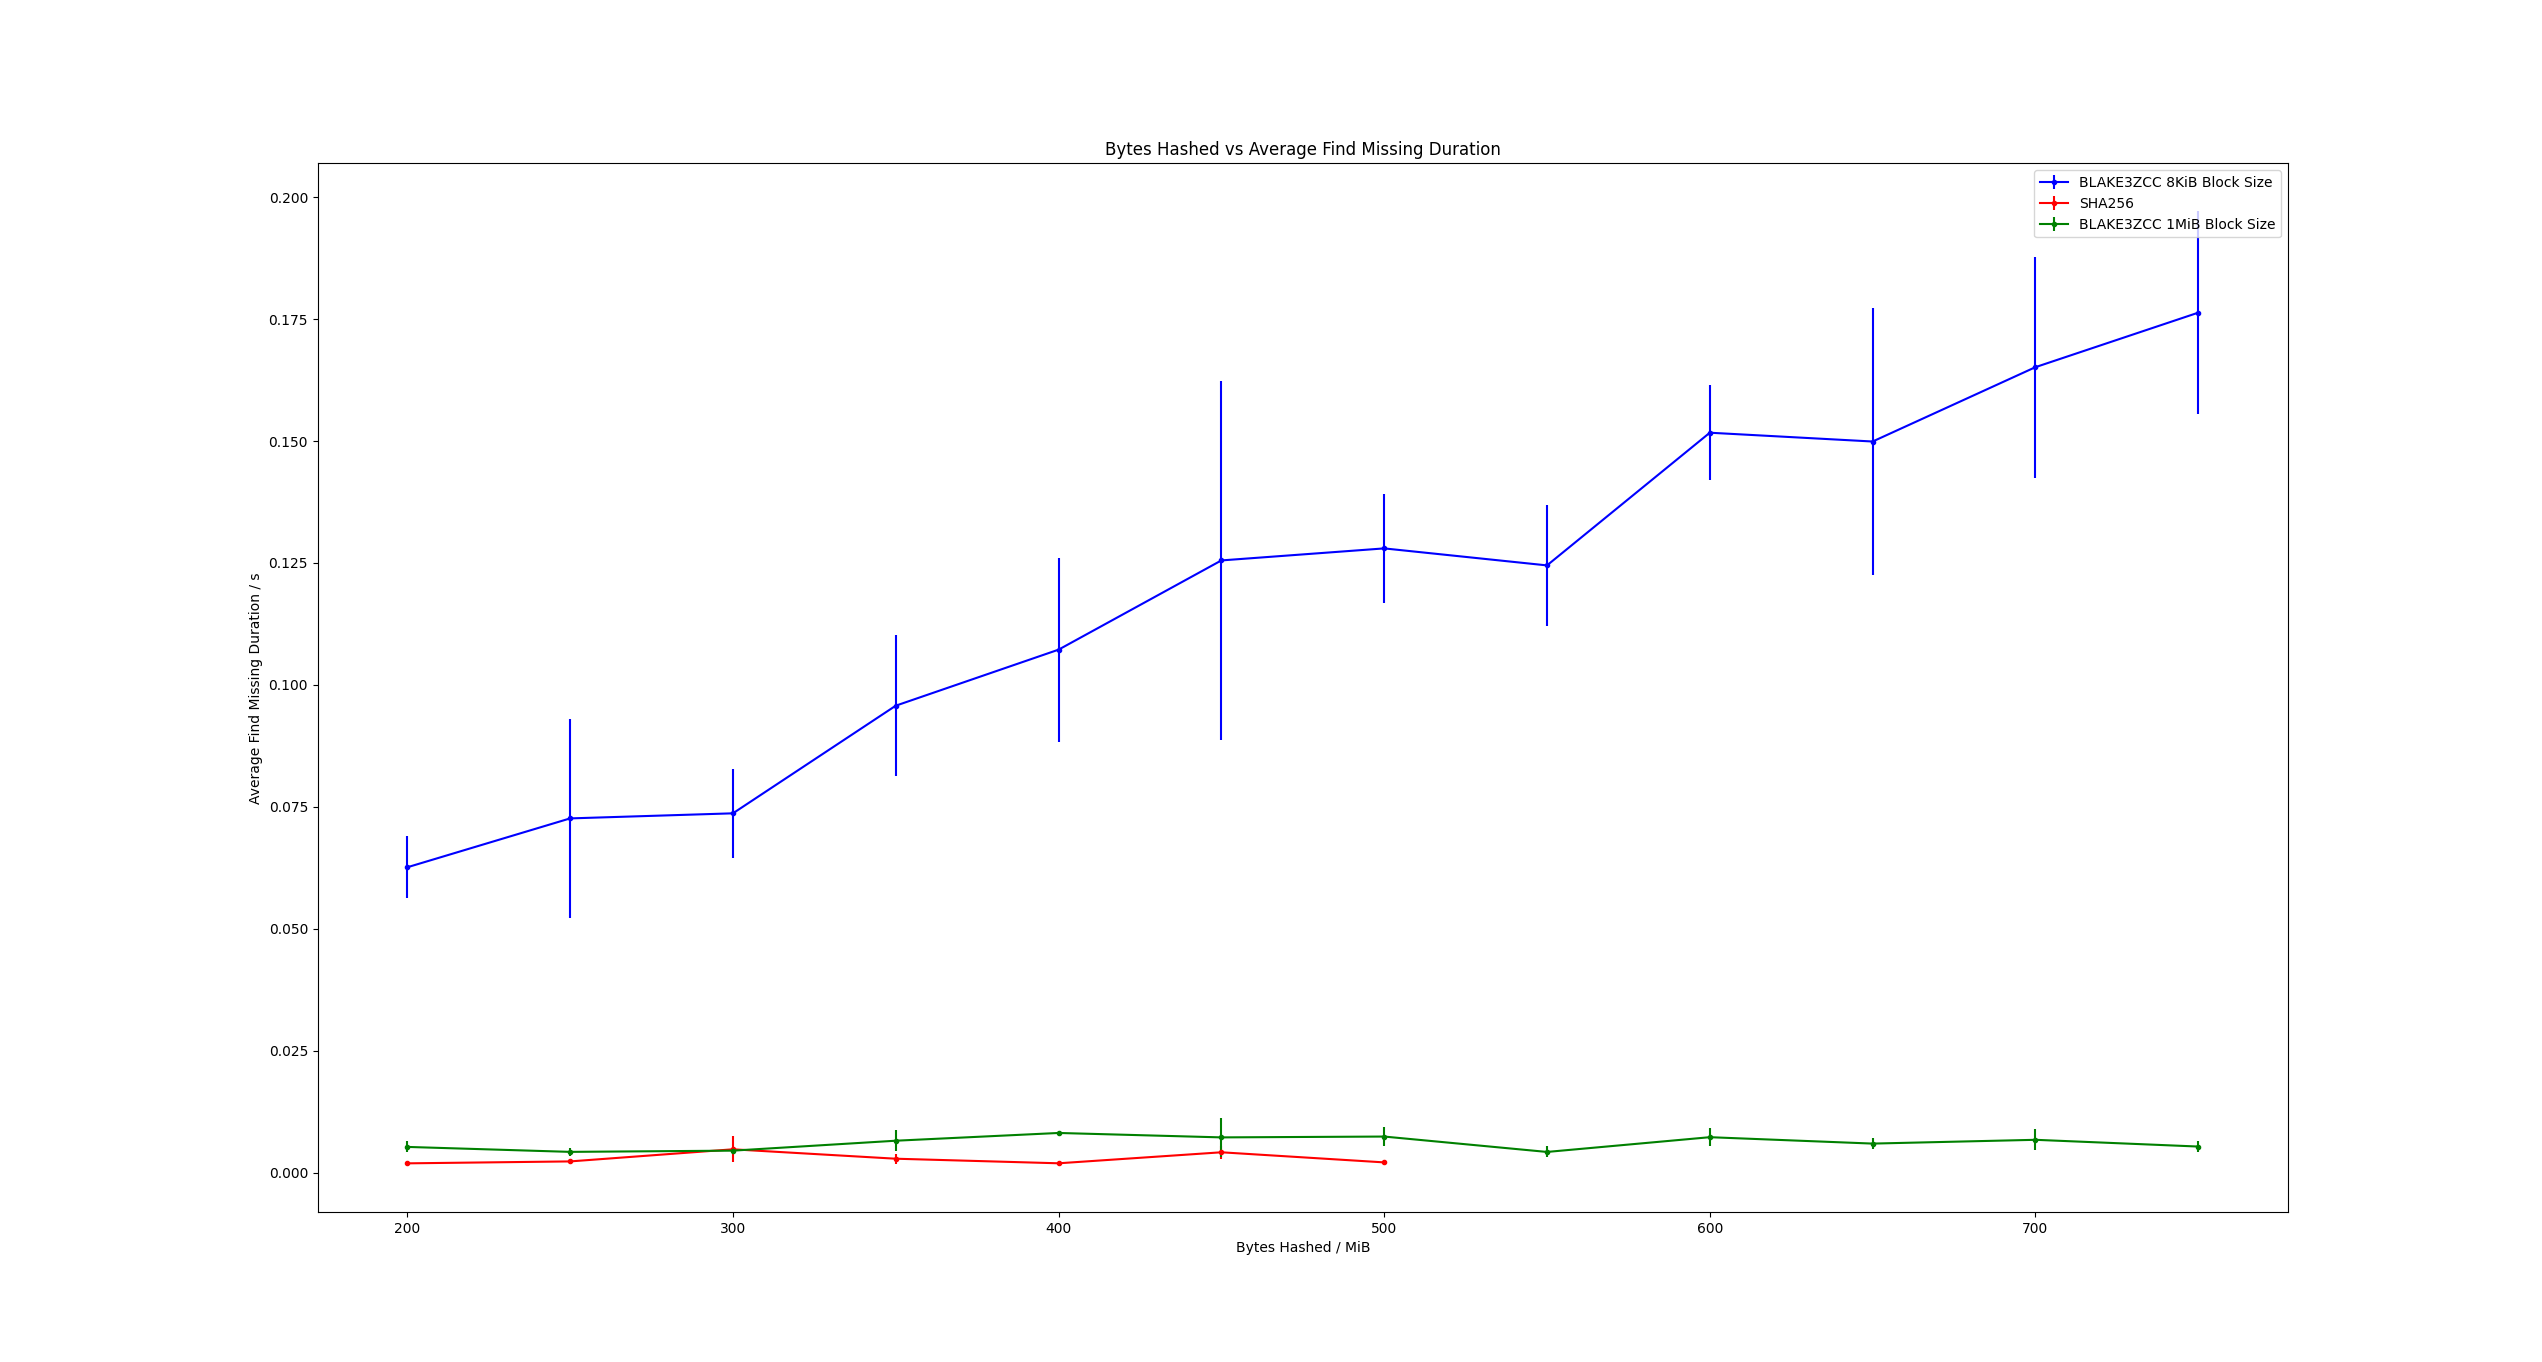 Bytes Hashed vs Average Find Missing Duration
BLAKE3ZCC 8KiB Block Size
SHA256
BLAKE3ZCC 1MiB Block Size
Average Find Missing Duration / s
0.200
0.175
0.150
0.125
0.100
0.075
0.050
0.025
0.000
200 300 400 500 600 700
Bytes Hashed / MiB